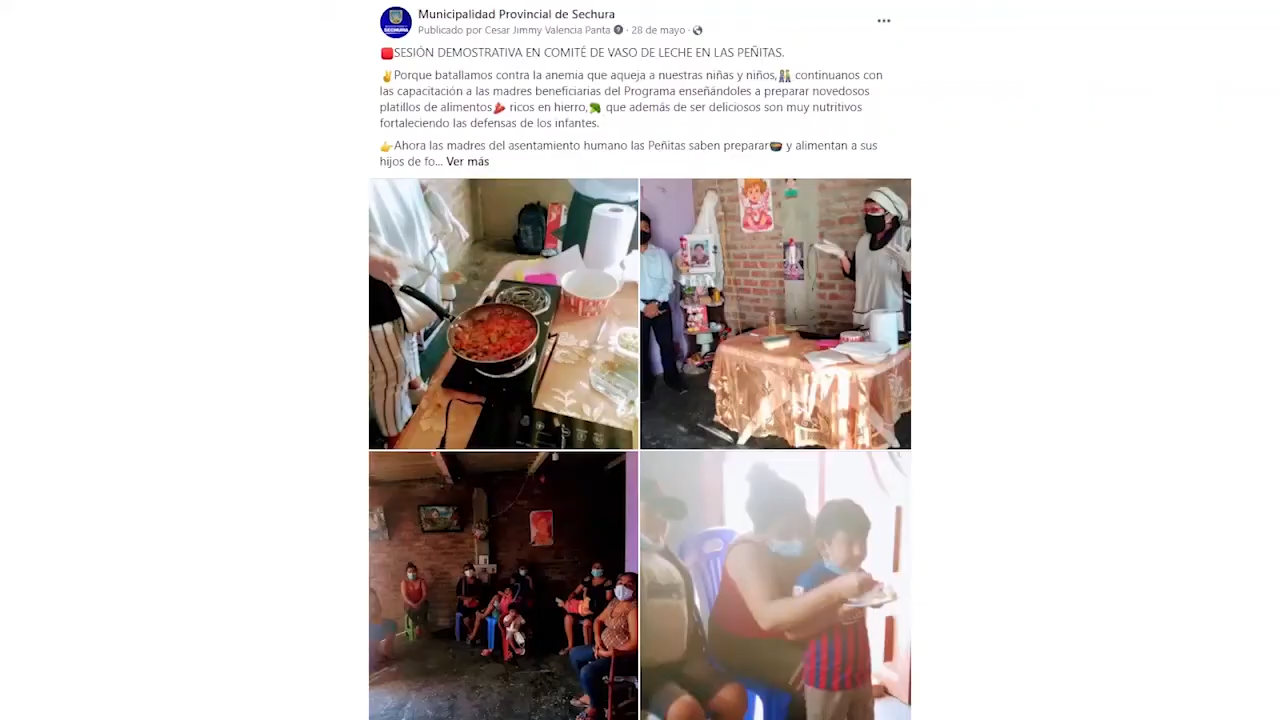 Municipalidad Provincial de Sechura
Publicado por Cesar Jimmy Valencia Panta · 28 de mayo ·
SESIÓN DEMOSTRATIVA EN COMITÉ DE VASO DE LECHE EN LAS PEÑITAS.
Porque batallamos contra la anemia que aqueja a nuestras niñas y niños, continuanos con
las capacitación a las madres beneficiarias del Programa enseñándoles a preparar novedosos
platillos de alimentos ricos en hierro, que además de ser deliciosos son muy nutritivos
fortaleciendo las defensas de los infantes.
Ahora las madres del asentamiento humano las Peñitas saben preparar y alimentan a sus
hijos de fo... Ver más
SECHURA